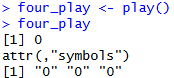 > four_play <- play()
> four_play
[1] 0
attr(,"symbols")
[1] "0" "0" "0"